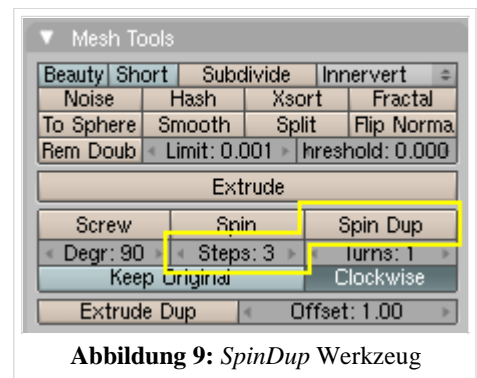 Mesh Tools
Beauty Short Subdivide Innervert
Noise Hash Xsort Fractal
To Sphere Smooth Split Flip Norma
Rem Doub Limit: 0.001 hreshold: 0.000
Extrude
Screw Spin Spin Dup
Degr: 90 Steps: 3 Turns: 1
Keep Original Clockwise
Extrude Dup Offset: 1.00
Abbildung 9: SpinDup Werkzeug